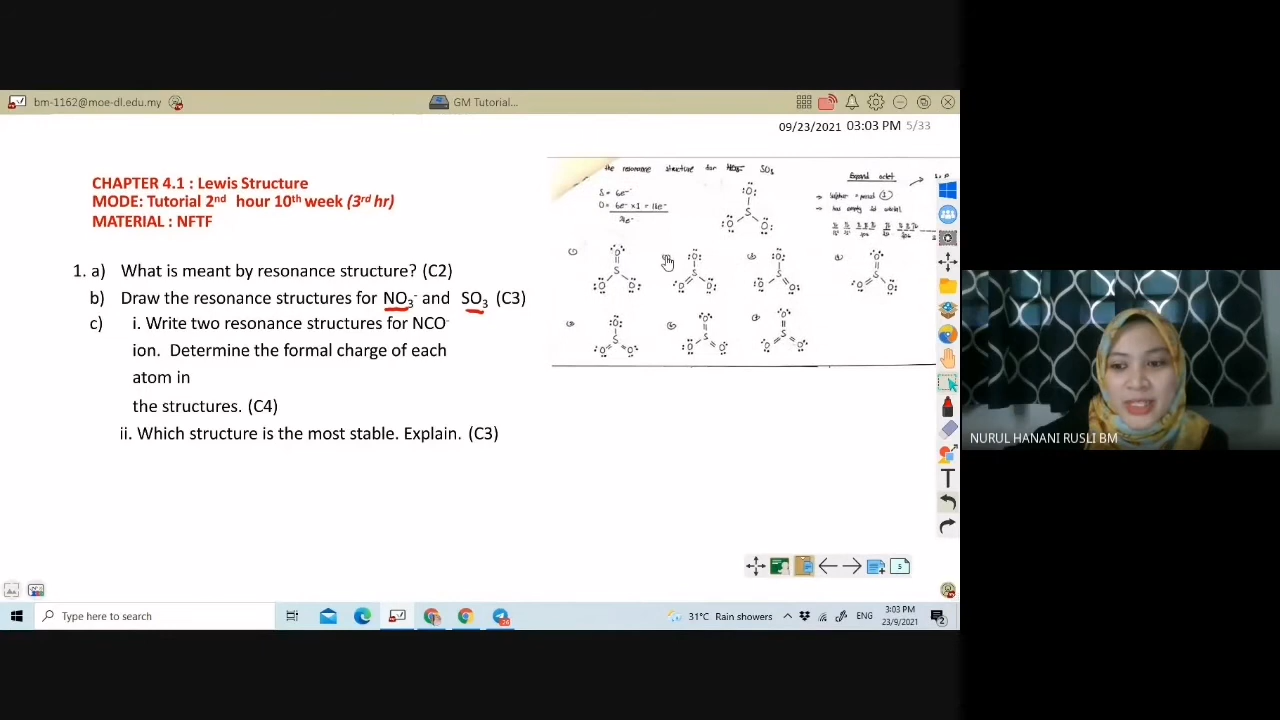 bm-1162@moe-dl.edu.my
GM Tutorial...
09/23/2021 03:03 PM 5/33
CHAPTER 4.1 : Lewis Structure
MODE: Tutorial 2nd hour 10th week (3rd hr)
MATERIAL : NFTF
1. a) What is meant by resonance structure? (C2)
b) Draw the resonance structures for NO3- and SO3 (C3)
c) i. Write two resonance structures for NCO-
ion. Determine the formal charge of each
atom in
the structures. (C4)
ii. Which structure is the most stable. Explain. (C3)
the resonance structure for SO3
S = 6e-
Expand octet
NURUL HANANI RUSLI BM
Type here to search
31°C Rain showers
ENG
3:03 PM
23/9/2021